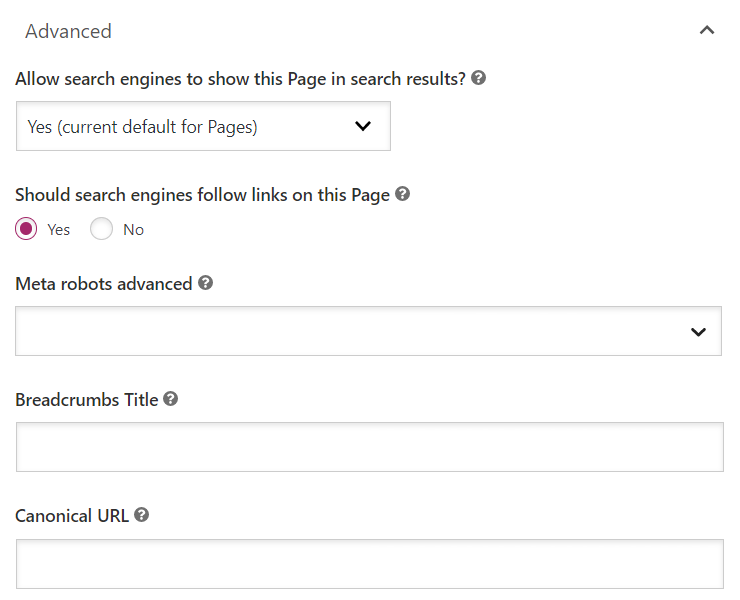 Advanced
Allow search engines to show this Page in search results?
Yes (current default for Pages)
Should search engines follow links on this Page
Yes No
Meta robots advanced
Breadcrumbs Title
Canonical URL